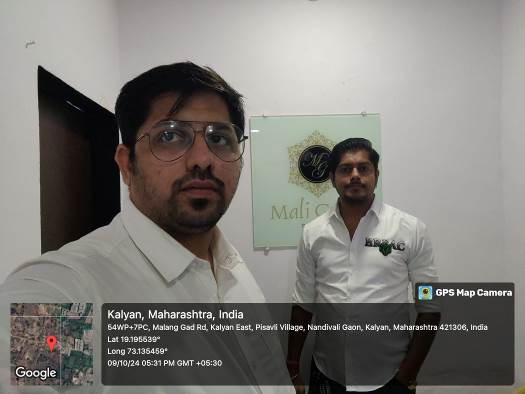 MG
Mali G
GPS Map Camera
Kalyan, Maharashtra, India
54WP+7PC, Malang Gad Rd, Kalyan East, Pisavli Village, Nandivali Gaon, Kalyan, Maharashtra 421306, India
Lat 19.195539°
Long 73.135459°
09/10/24 05:31 PM GMT +05:30
Google